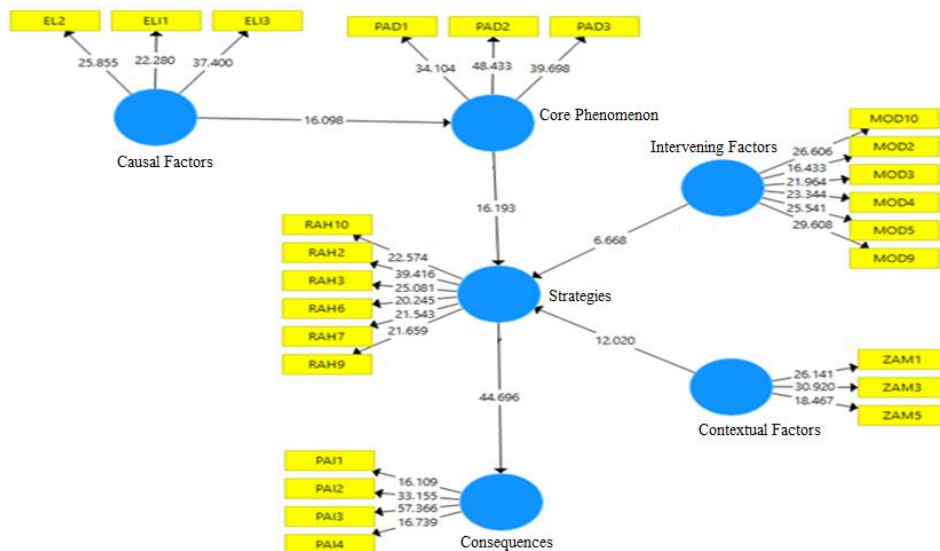 EL2 ELI1 ELI3
PAD1 PAD2 PAD3
25.855 22.280 37.400
34.104 48.433 39.698
16.098
Causal Factors
Core Phenomenon
Intervening Factors
MOD10
MOD2
MOD3
MOD4
MOD5
MOD9
26.606
16.433
21.964
23.344
25.541
29.608
16.193
6.668
RAH10
RAH2
RAH3
RAH6
RAH7
RAH9
22.574
39.416
25.081
20.245
21.543
21.659
Strategies
12.020
ZAM1
ZAM3
ZAM5
26.141
30.920
18.467
Contextual Factors
44.696
PAI1
PAI2
PAI3
PAI4
16.109
33.155
57.366
16.739
Consequences